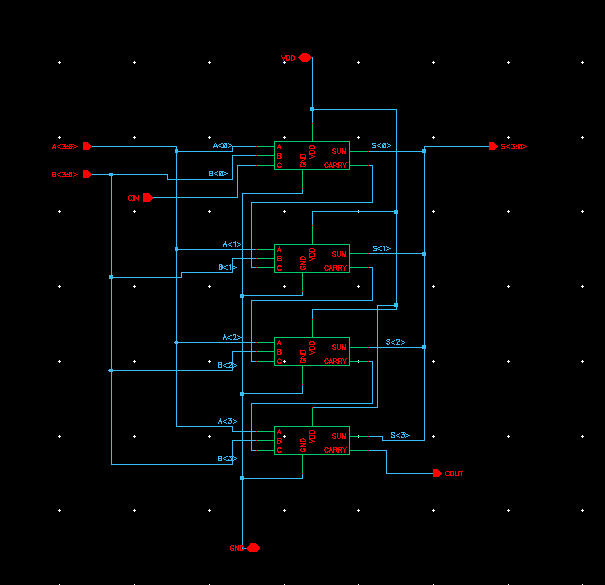 VDD
A<3:0> A<0> A VDD SUM S<0> S<3:0>
B<3:0> B<0> B GND CARRY
CIN C
A<1> A VDD SUM S<1>
B<1> B GND CARRY
C
A<2> A VDD SUM S<2>
B<2> B GND CARRY
C
A<3> A VDD SUM S<3>
B<3> B GND CARRY
C COUT
GND